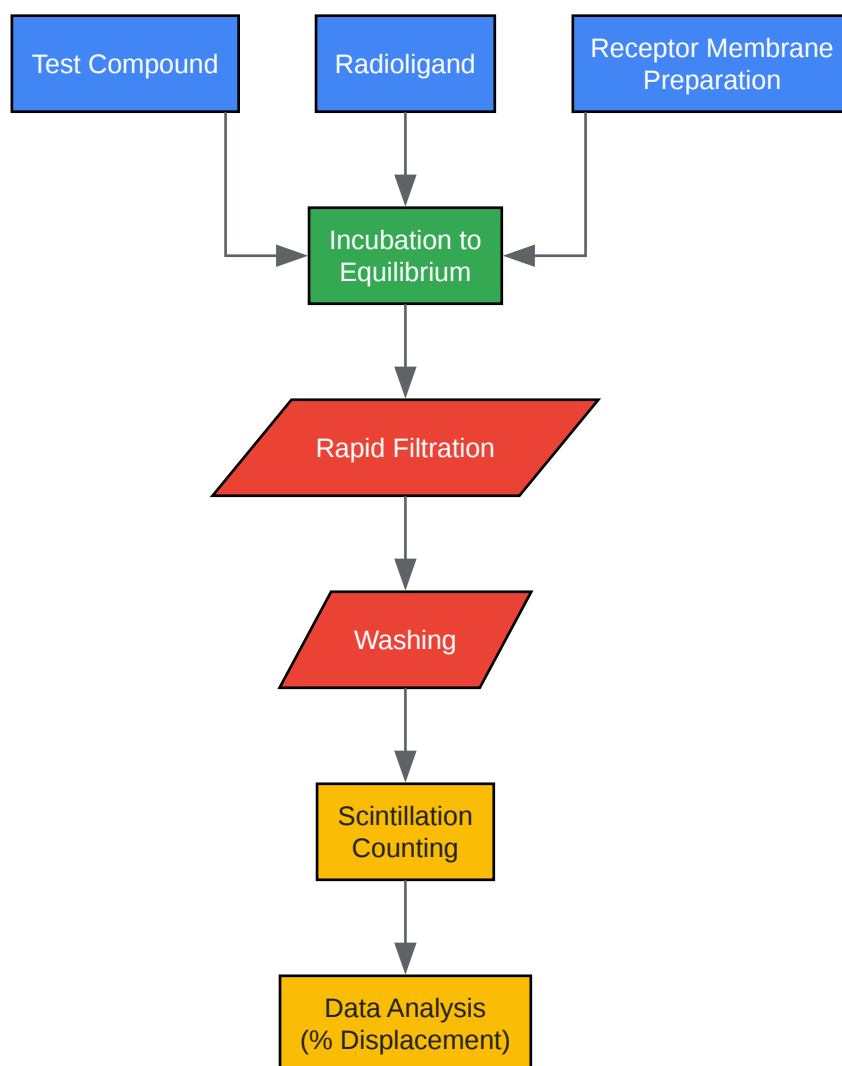 Test Compound
Radioligand
Receptor Membrane
Preparation
Incubation to
Equilibrium
Rapid Filtration
Washing
Scintillation
Counting
Data Analysis
(% Displacement)